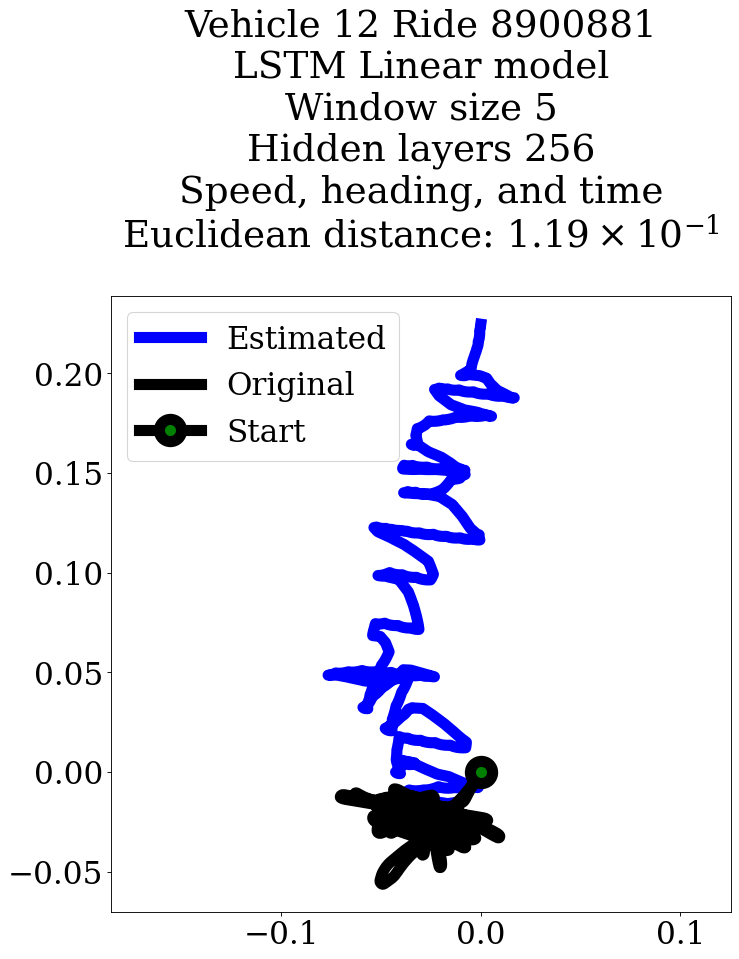 Vehicle 12 Ride 8900881
LSTM Linear model
Window size 5
Hidden layers 256
Speed, heading, and time
Euclidean distance: 1.19 × 10⁻¹
Estimated
Original
Start
0.20
0.15
0.10
0.05
0.00
−0.05
−0.1
0.0
0.1